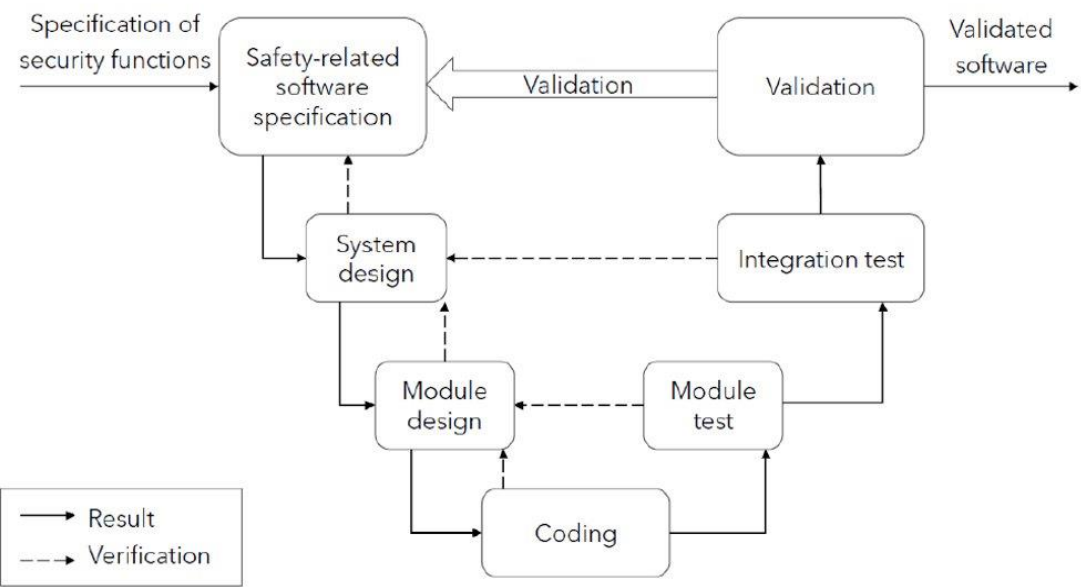 Specification of
security functions
Safety-related
software
specification
Validation
Validation
Validated
software
System
design
Integration test
Module
design
Module
test
Coding
Result
Verification